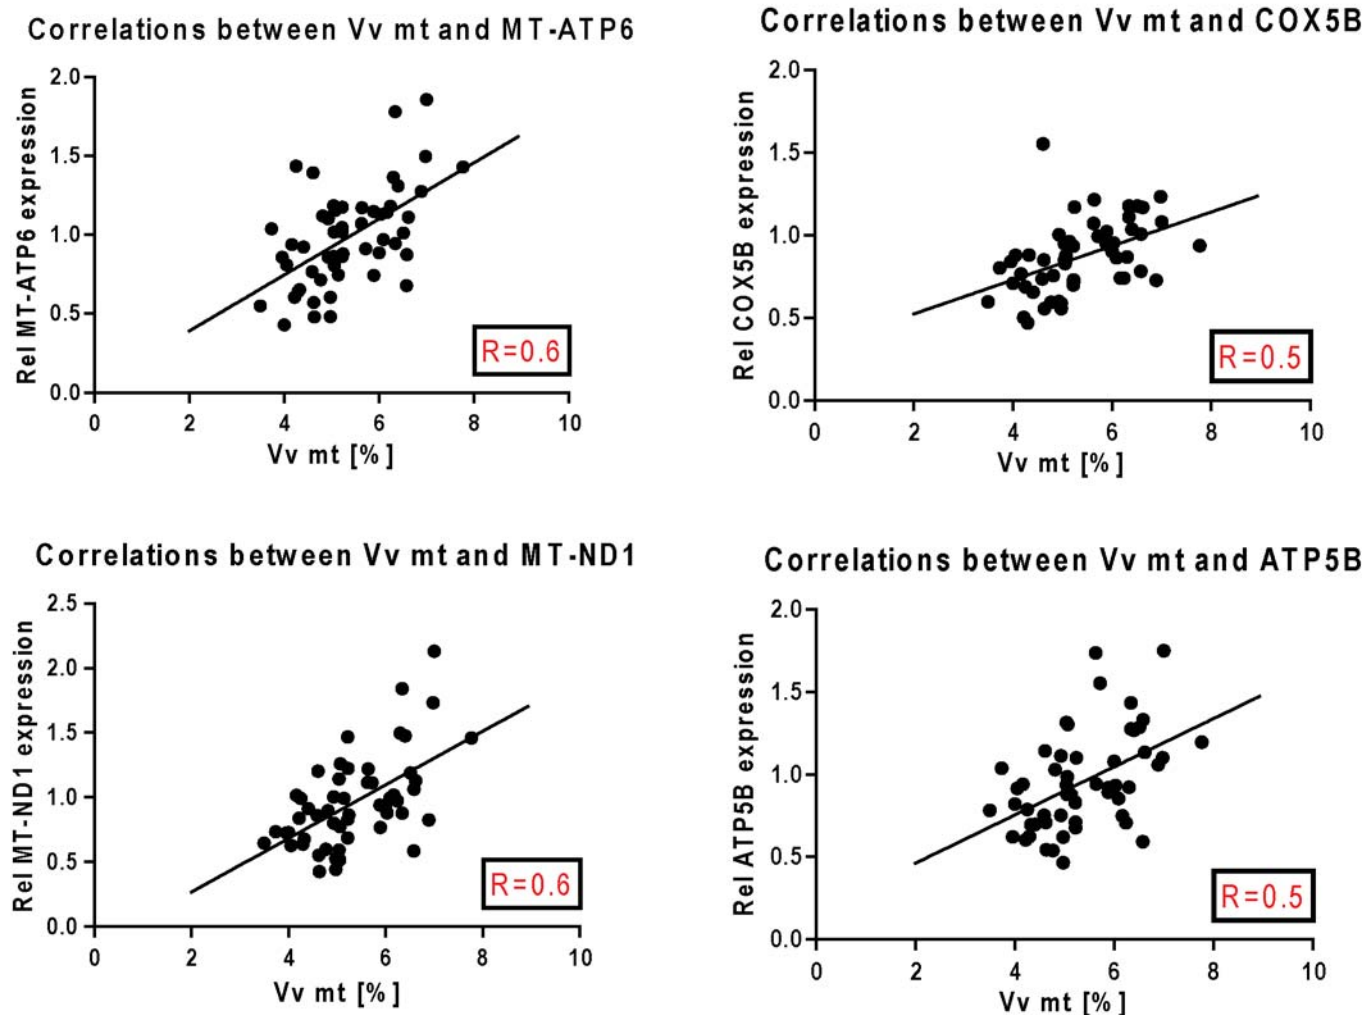 Correlations between Vv mt and MT-ATP6
Rel MT-ATP6 expression
2.0
1.5
1.0
0.5
0.0
0 2 4 6 8 10
Vv mt [%]
R=0.6
Correlations between Vv mt and COX5B
Rel COX5B expression
2.0
1.5
1.0
0.5
0.0
0 2 4 6 8 10
Vv mt [%]
R=0.5
Correlations between Vv mt and MT-ND1
Rel MT-ND1 expression
2.5
2.0
1.5
1.0
0.5
0.0
0 2 4 6 8 10
Vv mt [%]
R=0.6
Correlations between Vv mt and ATP5B
Rel ATP5B expression
2.0
1.5
1.0
0.5
0.0
0 2 4 6 8 10
Vv mt [%]
R=0.5